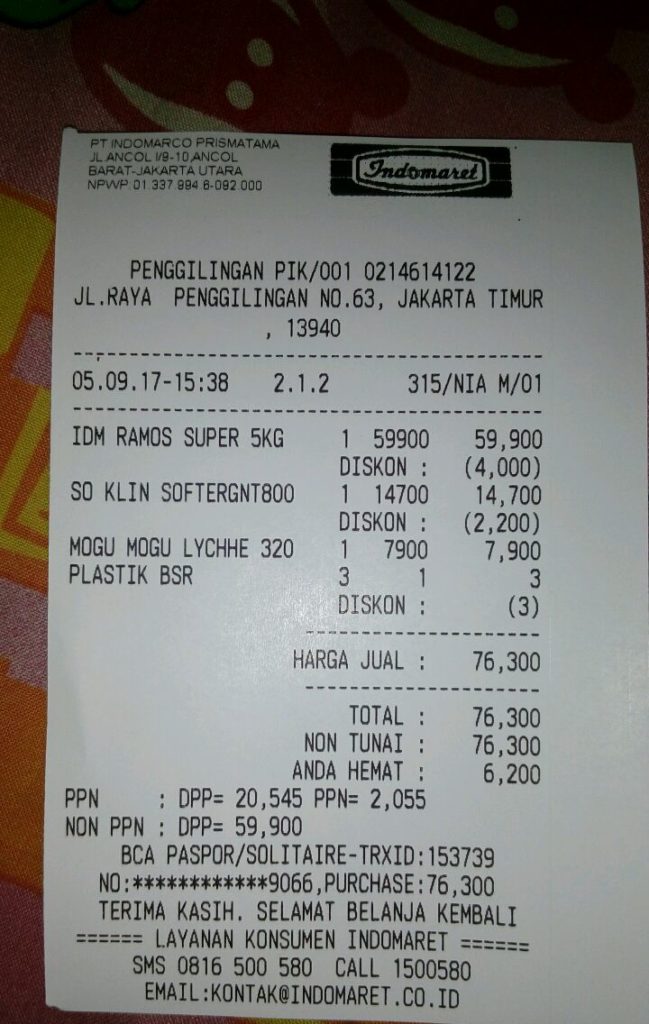 PT INDOMARCO PRISMATAMA
JL.ANCOL I/9-10,ANCOL
BARAT-JAKARTA UTARA
NPWP. 01.337.994.6-092.000
Indomaret
PENGGILINGAN PIK/001 0214614122
JL.RAYA PENGGILINGAN NO.63, JAKARTA TIMUR
, 13940
05.09.17-15:38 2.1.2 315/NIA M/01
IDM RAMOS SUPER 5KG 1 59900 59,900
DISKON : (4,000)
SO KLIN SOFTERGNT800 1 14700 14,700
DISKON : (2,200)
MOGU MOGU LYCHHE 320 1 7900 7,900
PLASTIK BSR 3 1 3
DISKON : (3)
HARGA JUAL : 76,300
TOTAL : 76,300
NON TUNAI : 76,300
ANDA HEMAT : 6,200
PPN : DPP= 20,545 PPN= 2,055
NON PPN : DPP= 59,900
BCA PASPOR/SOLITAIRE-TRXID:153739
NO:************9066,PURCHASE:76,300
TERIMA KASIH. SELAMAT BELANJA KEMBALI
====== LAYANAN KONSUMEN INDOMARET ======
SMS 0816 500 580 CALL 1500580
EMAIL:KONTAK@INDOMARET.CO.ID